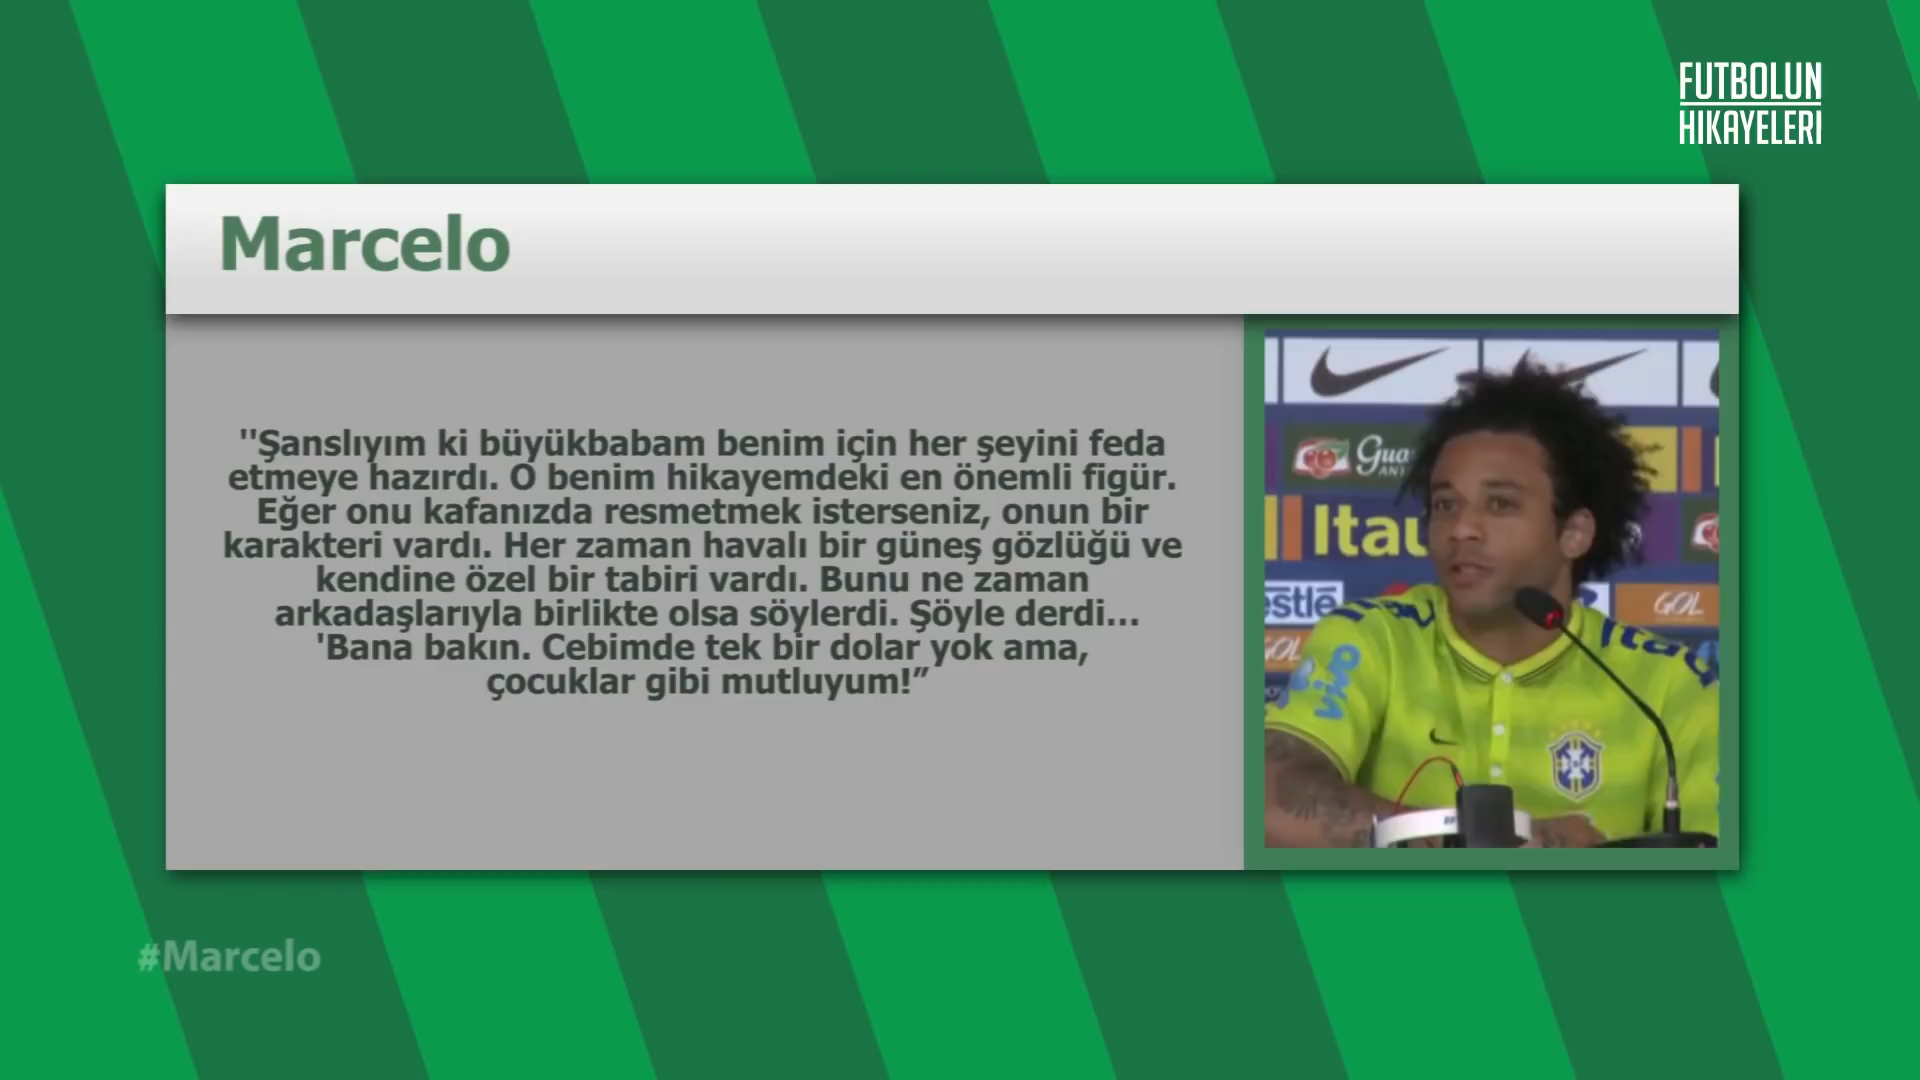 FUTBOLUN
HIKAYELERI
Marcelo
''Şanslıyım ki büyükbabam benim için her şeyini feda
etmeye hazırdı. O benim hikayemdeki en önemli figür.
Eğer onu kafanızda resmetmek isterseniz, onun bir
karakteri vardı. Her zaman havalı bir güneş gözlüğü ve
kendine özel bir tabiri vardı. Bunu ne zaman
arkadaşlarıyla birlikte olsa söylerdi. Şöyle derdi...
'Bana bakın. Cebimde tek bir dolar yok ama,
çocuklar gibi mutluyum!”
Itau
GOL
vivo
#Marcelo